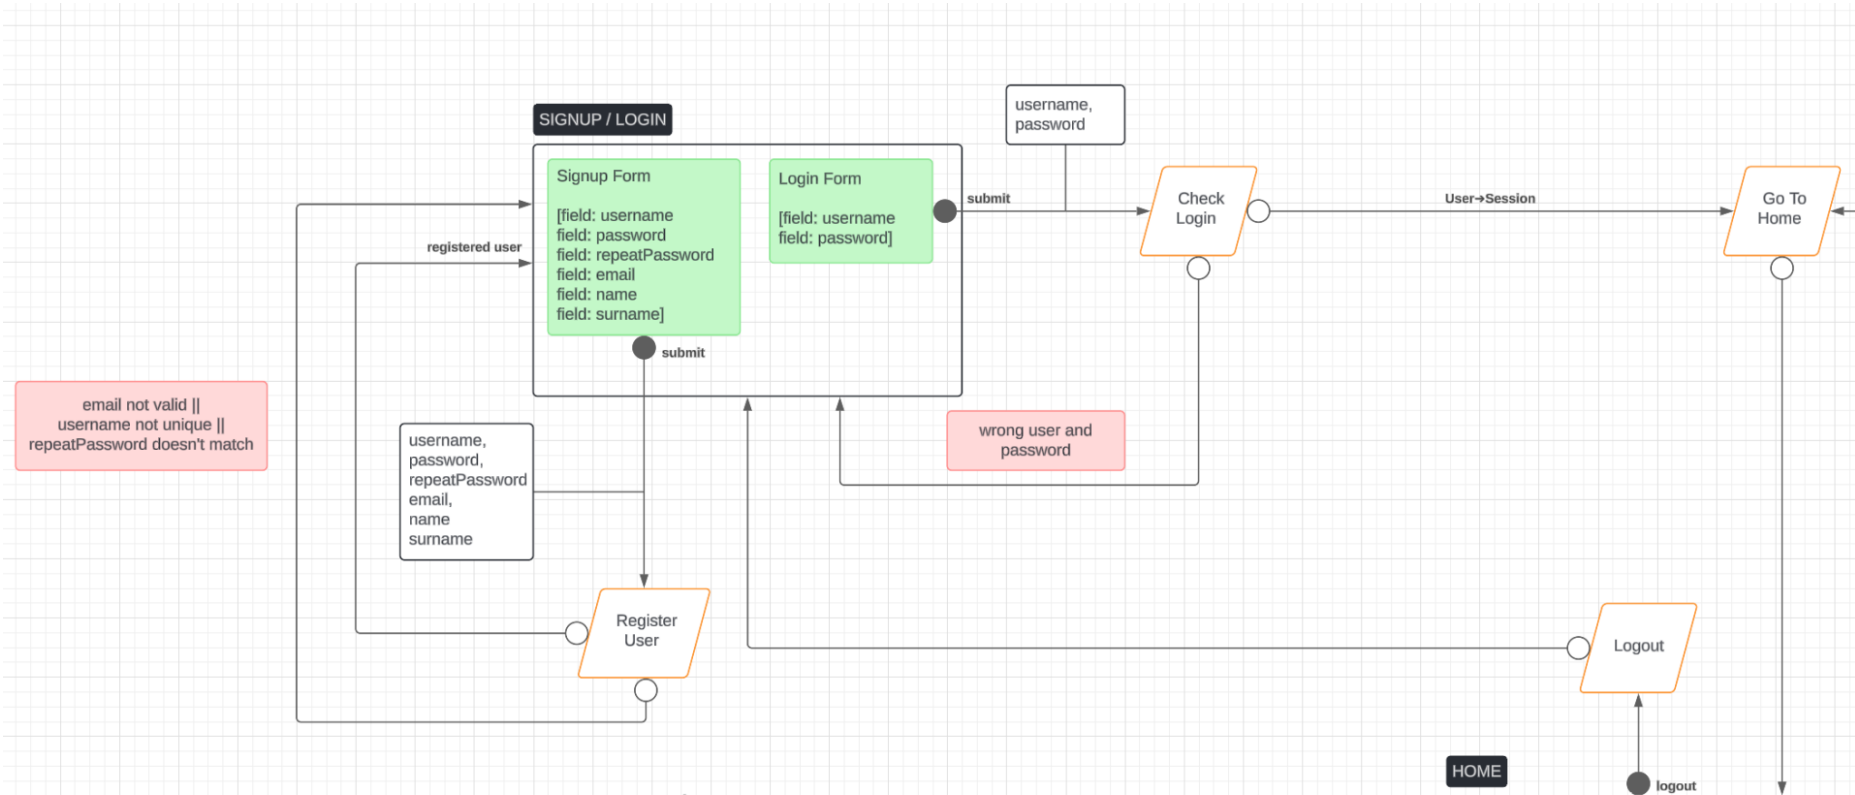 SIGNUP / LOGIN
username,
password
Signup Form
[field: username
field: password
field: repeatPassword
field: email
field: name
field: surname]
Login Form
[field: username
field: password]
submit
Check
Login
User→Session
Go To
Home
registered user
submit
email not valid ||
username not unique ||
repeatPassword doesn't match
wrong user and
password
username,
password,
repeatPassword
email,
name
surname
Register
User
Logout
HOME
logout